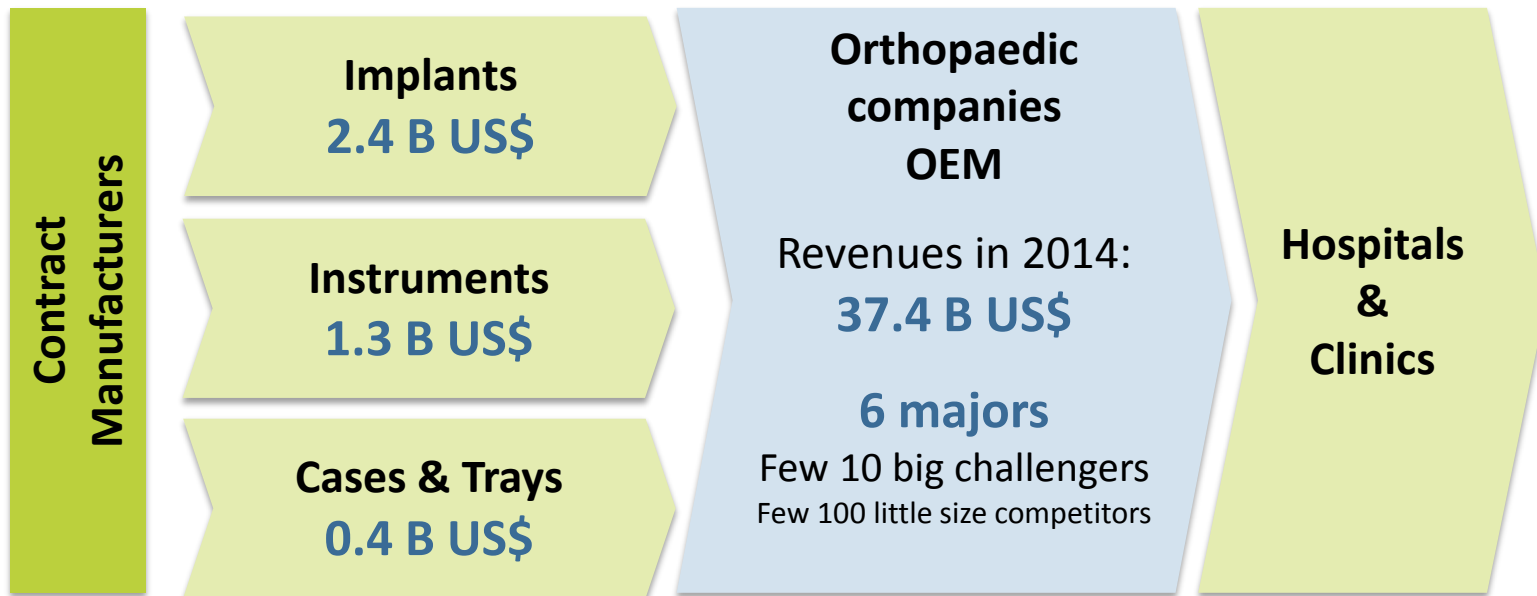 Contract
Manufacturers
Implants
2.4 B US$
Instruments
1.3 B US$
Cases & Trays
0.4 B US$
Orthopaedic
companies
OEM
Revenues in 2014:
37.4 B US$
6 majors
Few 10 big challengers
Few 100 little size competitors
Hospitals
&
Clinics